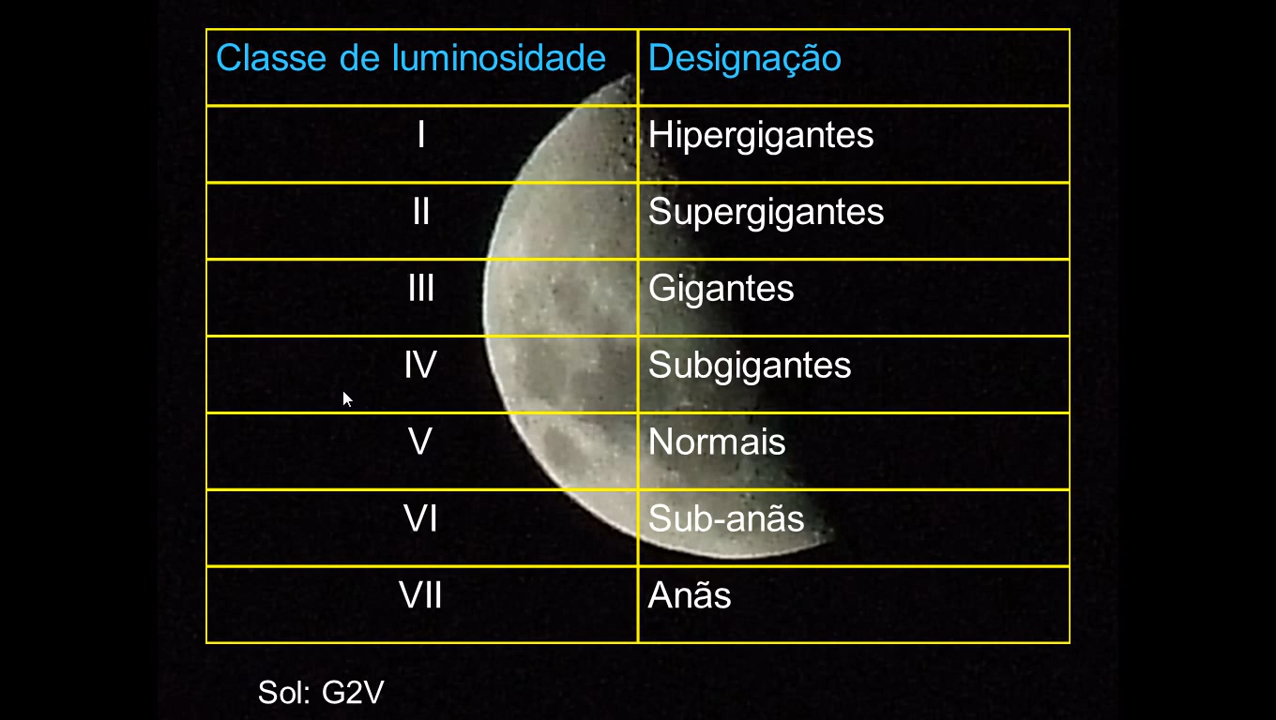 Classe de luminosidade Designação
I Hipergigantes
II Supergigantes
III Gigantes
IV Subgigantes
V Normais
VI Sub-anãs
VII Anãs
Sol: G2V